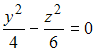 y²/4 − z²/6 = 0